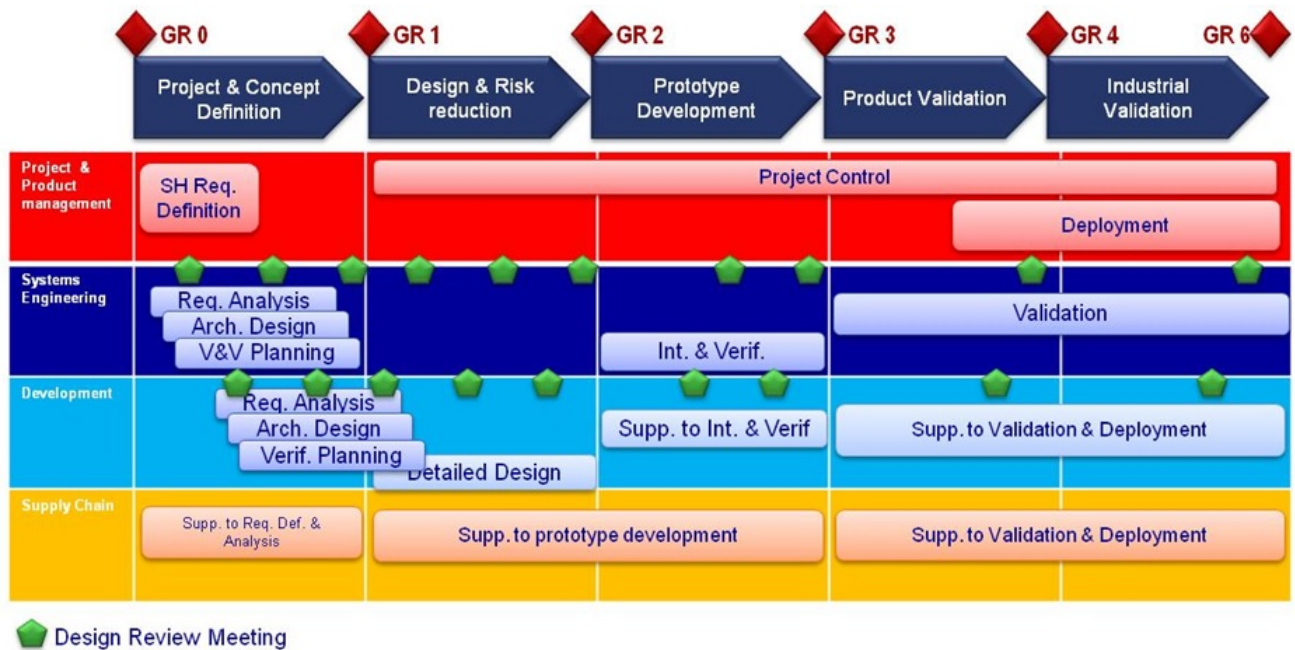 GR 0
GR 1
GR 2
GR 3
GR 4
GR 6
Project & Concept
Definition
Design & Risk
reduction
Prototype
Development
Product Validation
Industrial
Validation
Project &
Product
management
SH Req.
Definition
Project Control
Deployment
Systems
Engineering
Req. Analysis
Arch. Design
V&V Planning
Int. & Verif.
Validation
Development
Req. Analysis
Arch. Design
Verif. Planning
Detailed Design
Supp. to Int. & Verif
Supp. to Validation & Deployment
Supply Chain
Supp. to Req. Def. &
Analysis
Supp. to prototype development
Supp. to Validation & Deployment
Design Review Meeting